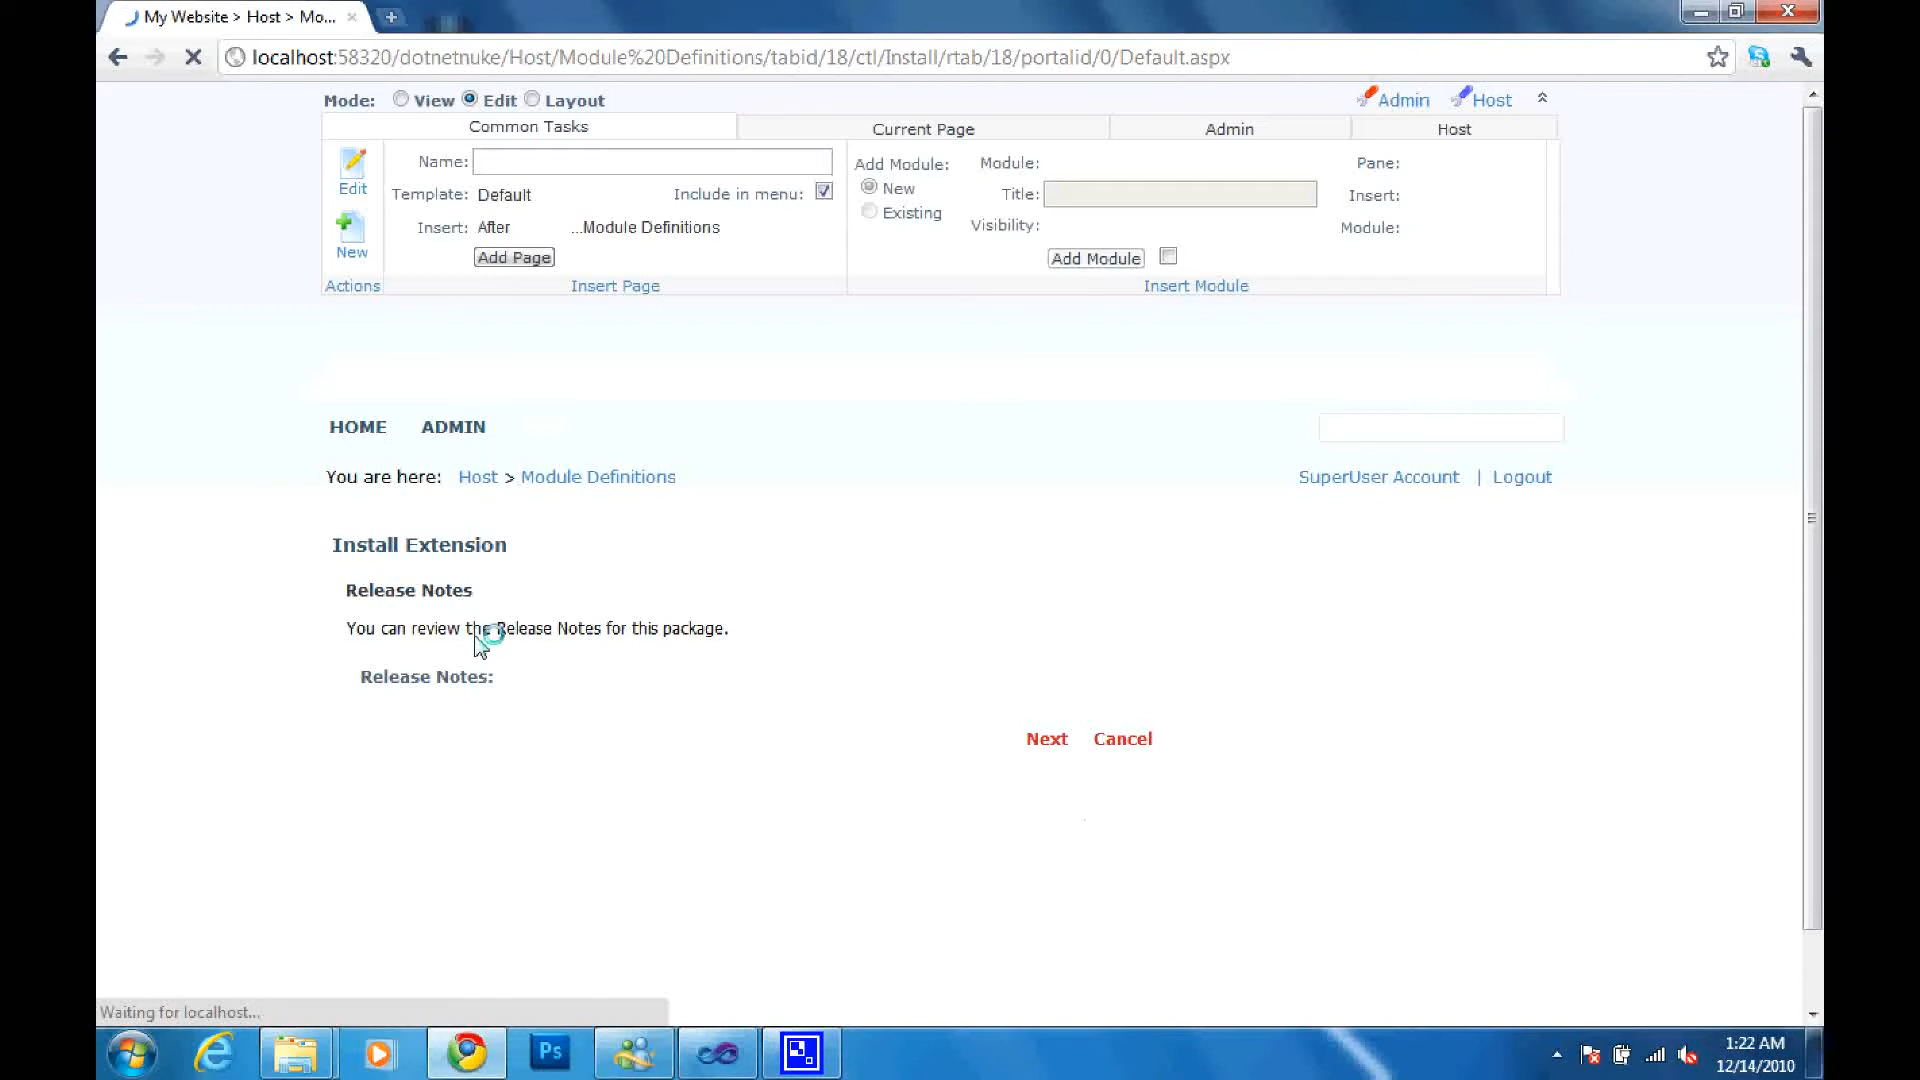 My Website > Host > Mo...
localhost:58320/dotnetnuke/Host/Module%20Definitions/tabid/18/ctl/Install/rtab/18/portalid/0/Default.aspx
Mode: View Edit Layout Admin Host
Common Tasks Current Page Admin Host
Name: Add Module: Module: Pane:
Edit Template: Default Include in menu: New Title: Insert:
Existing
Insert: After ...Module Definitions Visibility: Module:
New Add Page Add Module
Actions Insert Page Insert Module
HOME ADMIN
You are here: Host > Module Definitions SuperUser Account | Logout
Install Extension
Release Notes
You can review the Release Notes for this package.
Release Notes:
Next Cancel
Waiting for localhost...
Ps
1:22 AM
12/14/2010